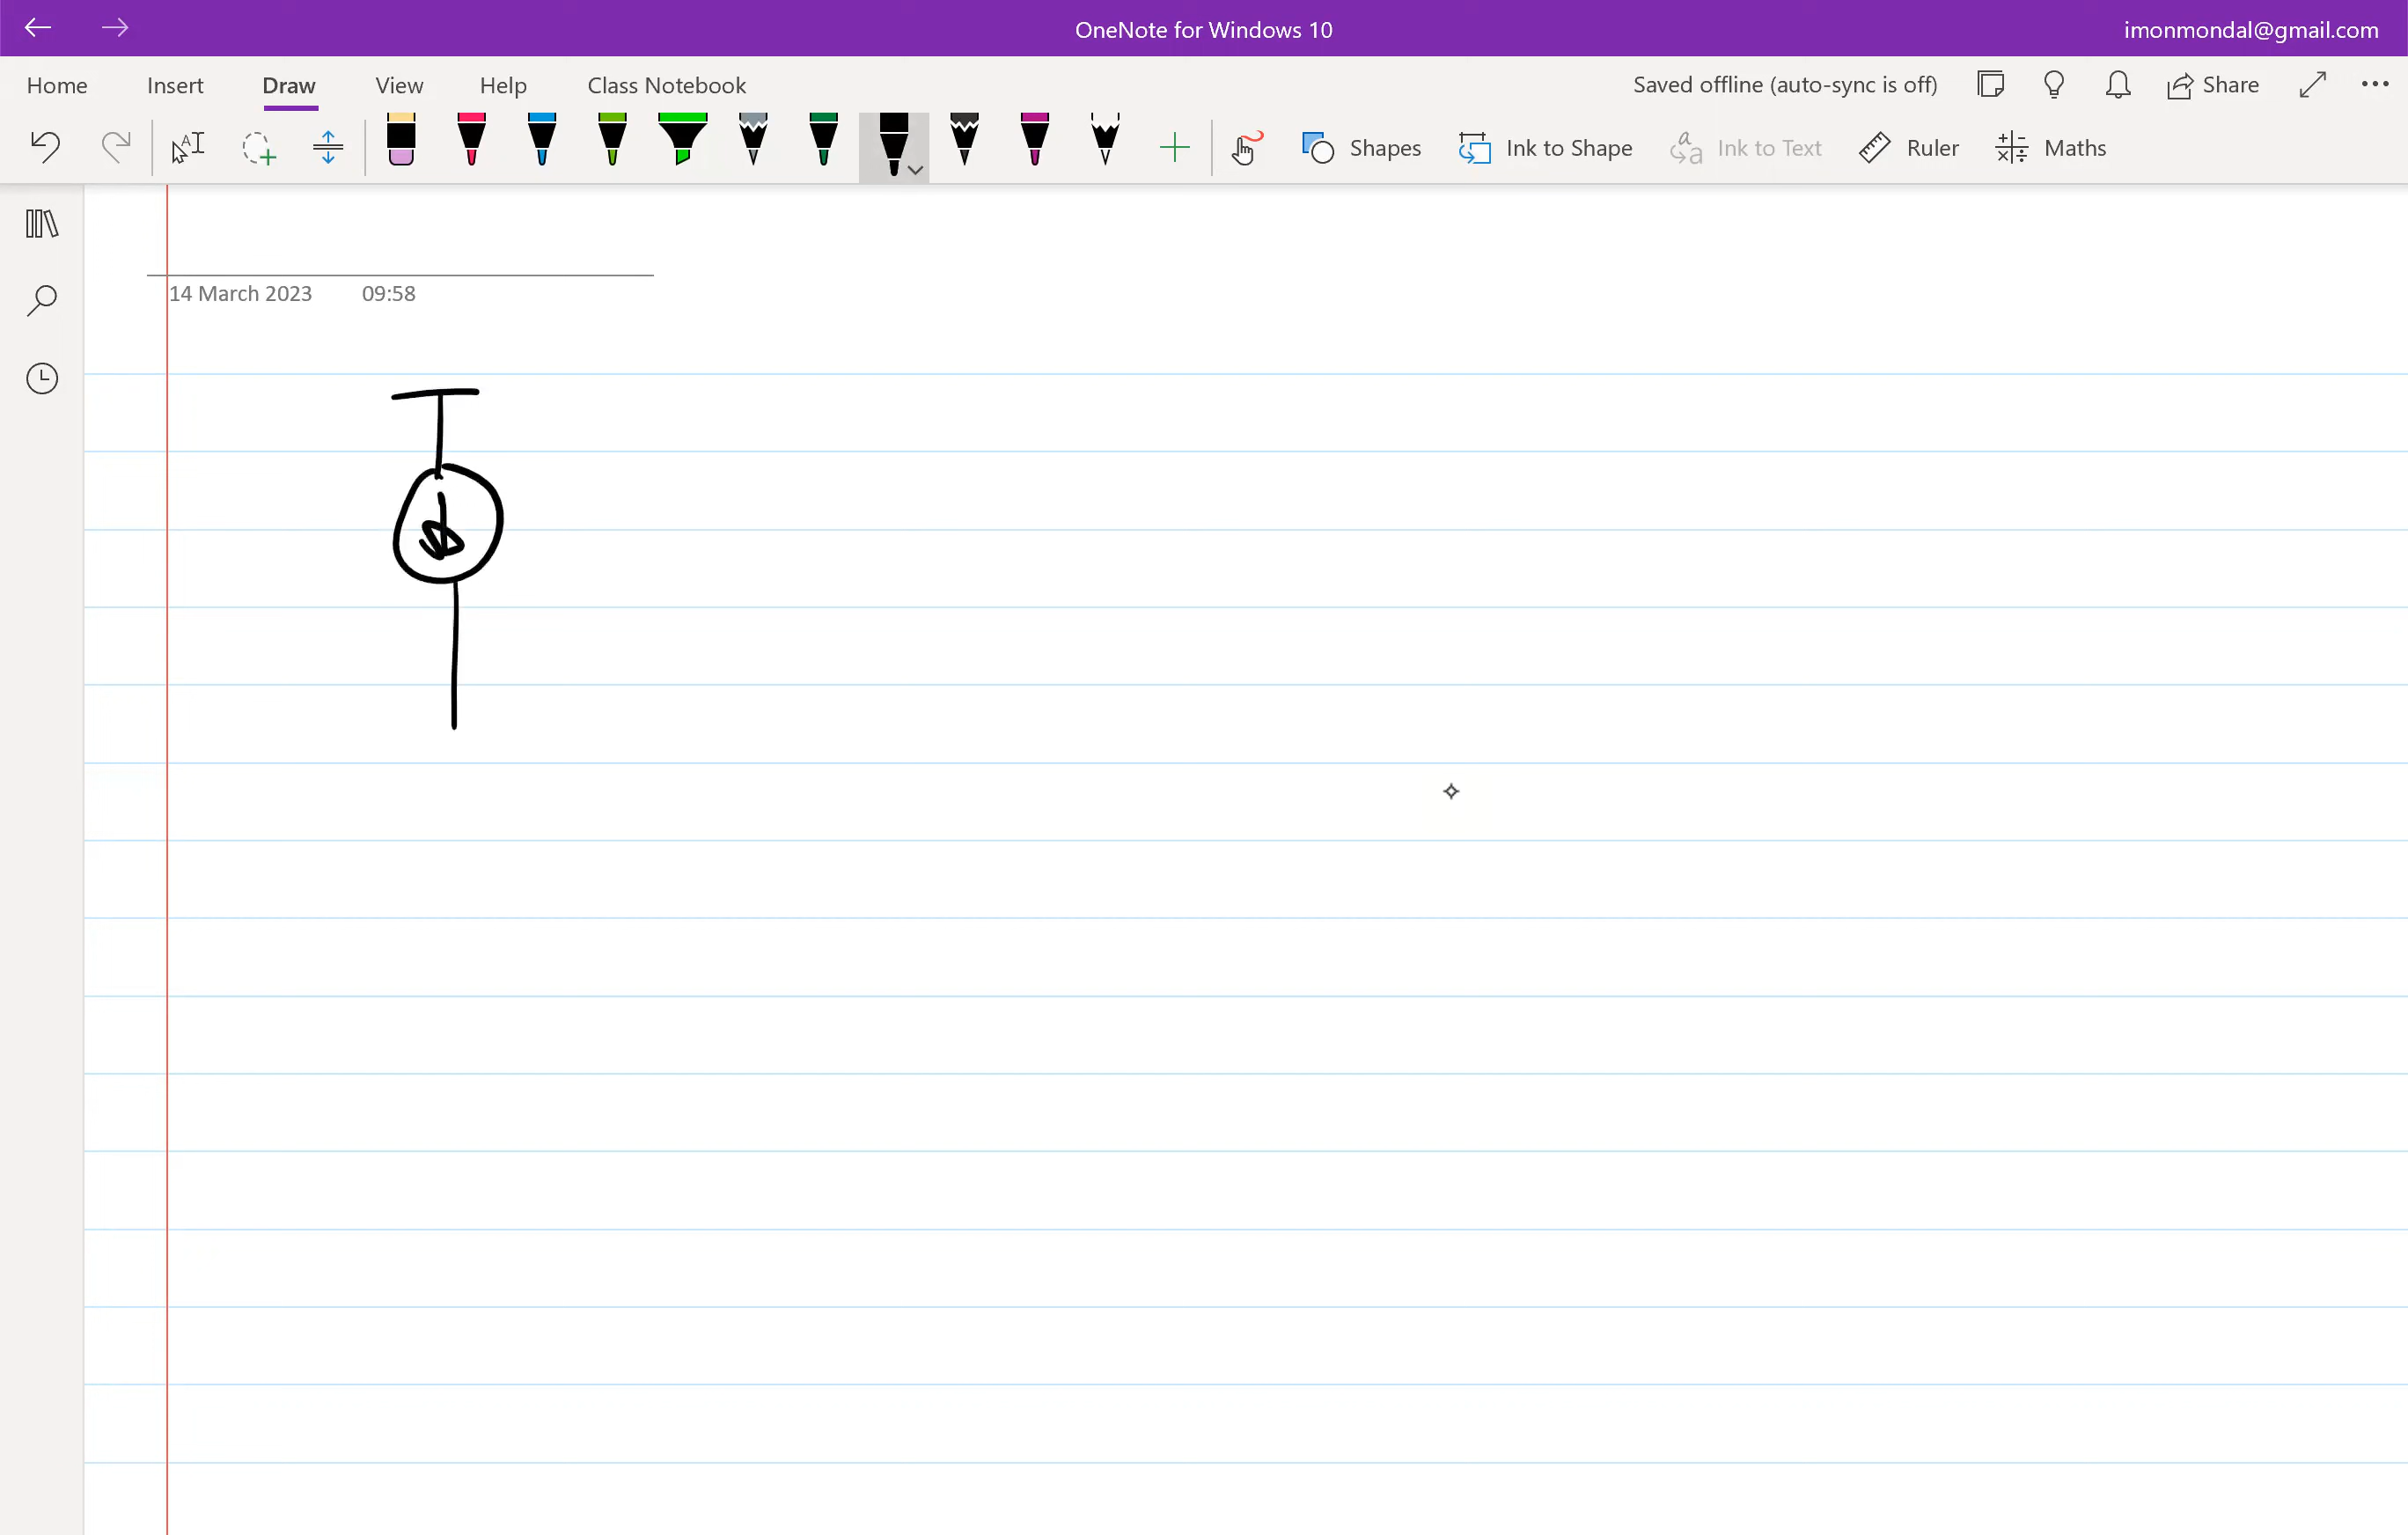 OneNote for Windows 10
imonmondal@gmail.com
Home Insert Draw View Help Class Notebook
Saved offline (auto-sync is off) Share
Shapes Ink to Shape Ink to Text Ruler Maths
14 March 2023 09:58